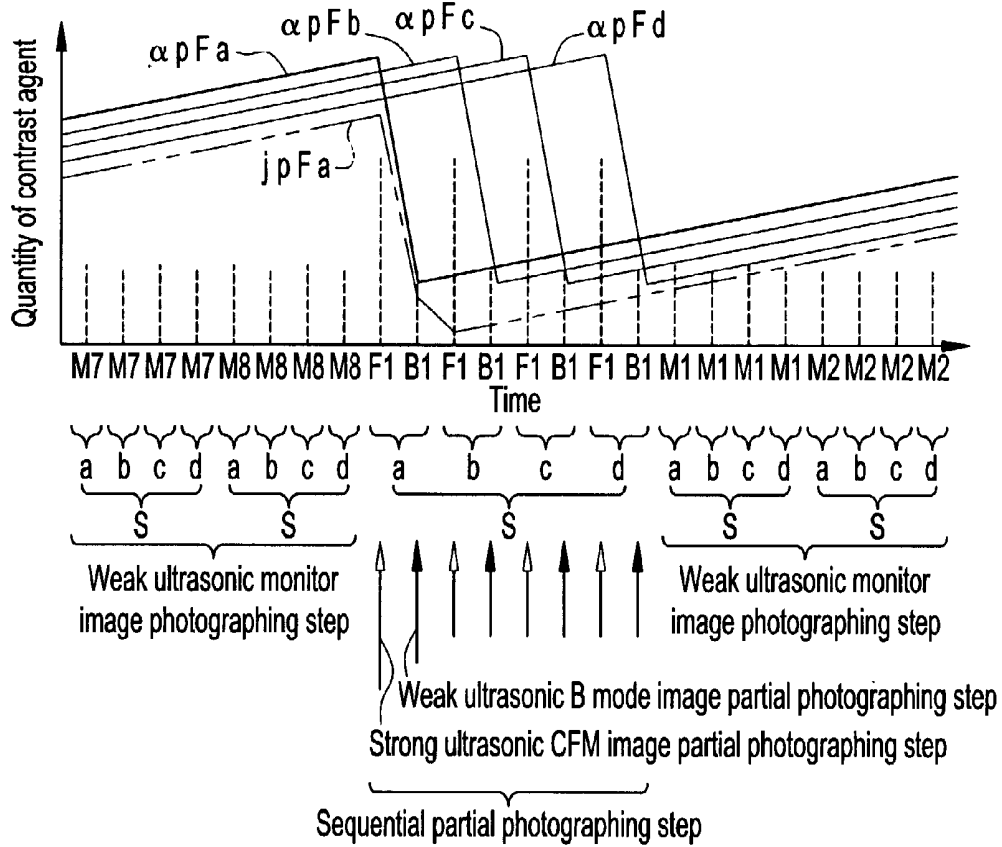 αpFa
αpFb
αpFc
αpFd
jpFa
Quantity of contrast agent
M7 M7 M7 M7 M8 M8 M8 M8 F1 B1 F1 B1 F1 B1 F1 B1 M1 M1 M1 M1 M2 M2 M2 M2
Time
a b c d a b c d a b c d a b c d a b c d
S S S S S
Weak ultrasonic monitor
image photographing step
Weak ultrasonic monitor
image photographing step
Weak ultrasonic B mode image partial photographing step
Strong ultrasonic CFM image partial photographing step
Sequential partial photographing step